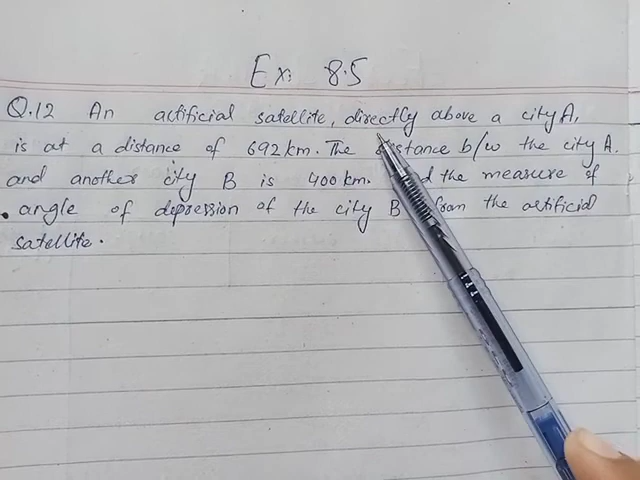 Ex: 8.5
Q.12 An artificial satellite, directly above a city A,
is at a distance of 692 km. The distance b/w the city A.
and another city B is 400 km. the measure of
angle of depression of the city B from the artificial
satellite.